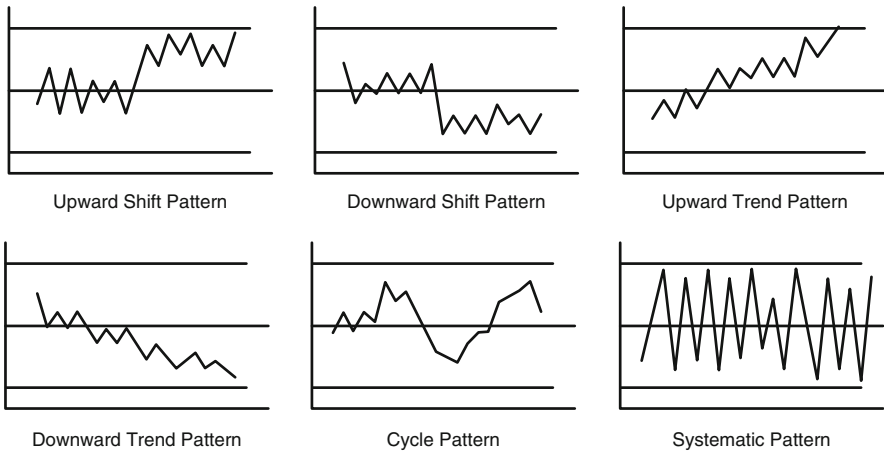 Upward Shift Pattern
Downward Shift Pattern
Upward Trend Pattern
Downward Trend Pattern
Cycle Pattern
Systematic Pattern